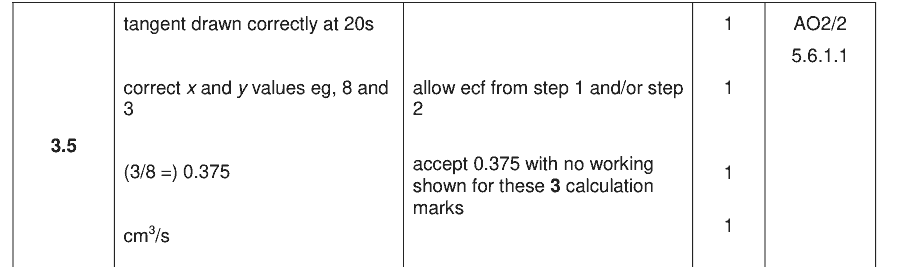 tangent drawn correctly at 20s 1 AO2/2
5.6.1.1
correct x and y values eg, 8 and allow ecf from step 1 and/or step 1
3 2
3.5
(3/8 =) 0.375 accept 0.375 with no working 1
shown for these 3 calculation
marks
cm³/s 1